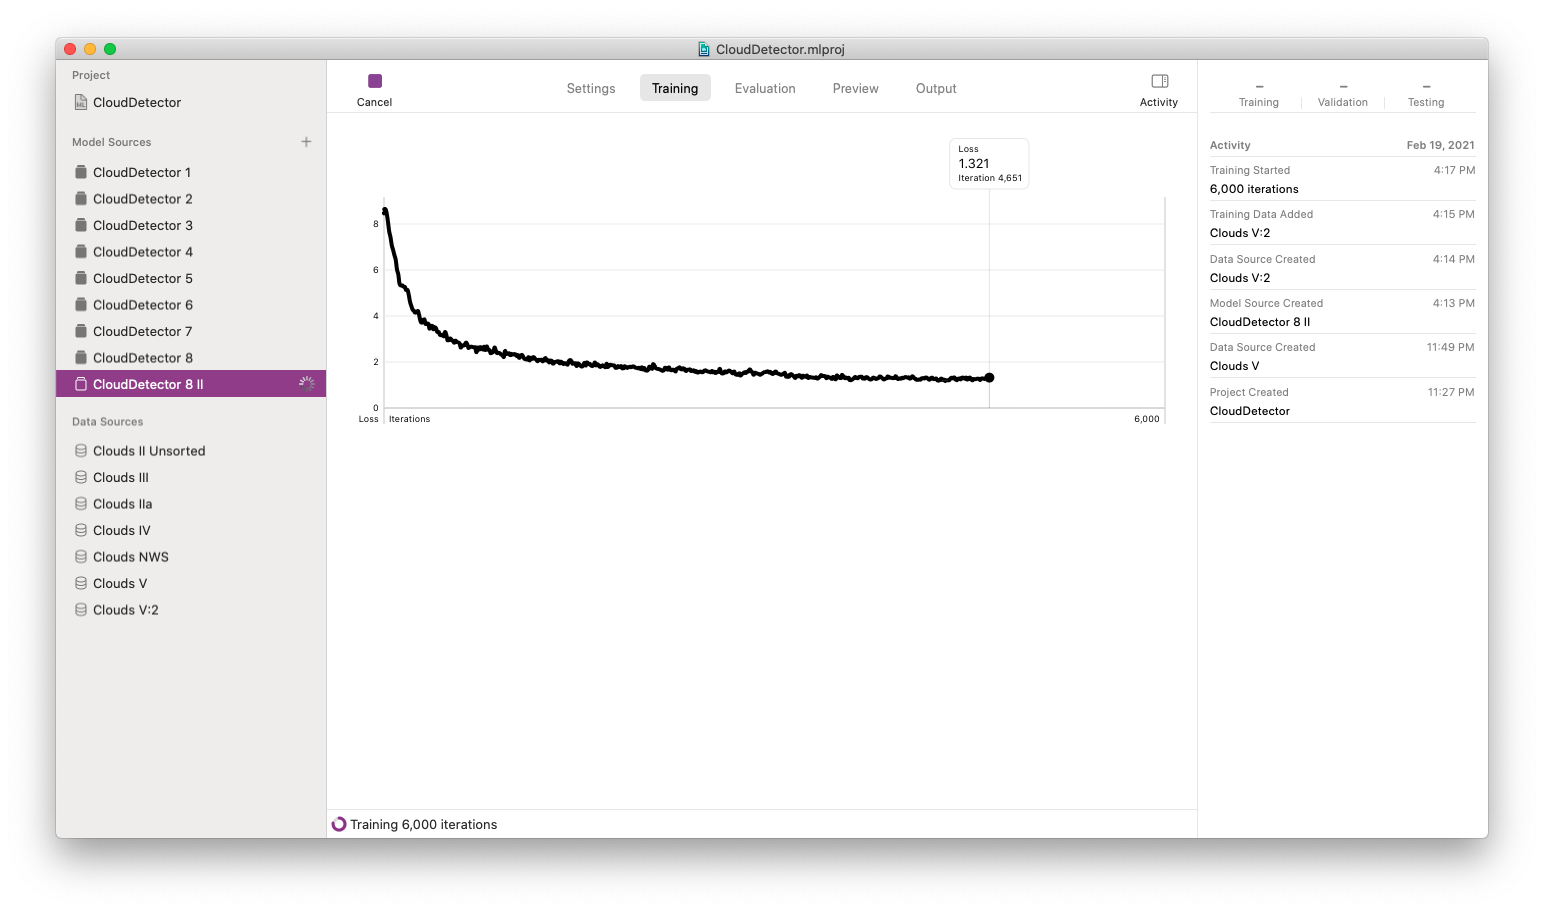 CloudDetector.mlproj
Project
CloudDetector
Model Sources
CloudDetector 1
CloudDetector 2
CloudDetector 3
CloudDetector 4
CloudDetector 5
CloudDetector 6
CloudDetector 7
CloudDetector 8
CloudDetector 8 II
Data Sources
Clouds II Unsorted
Clouds III
Clouds IIa
Clouds IV
Clouds NWS
Clouds V
Clouds V:2
Cancel
Settings Training Evaluation Preview Output
Activity
Loss
1.321
Iteration 4,651
8
6
4
2
0
Loss Iterations 6,000
Training 6,000 iterations
– – –
Training Validation Testing
Activity Feb 19, 2021
Training Started 4:17 PM
6,000 iterations
Training Data Added 4:15 PM
Clouds V:2
Data Source Created 4:14 PM
Clouds V:2
Model Source Created 4:13 PM
CloudDetector 8 II
Data Source Created 11:49 PM
Clouds V
Project Created 11:27 PM
CloudDetector